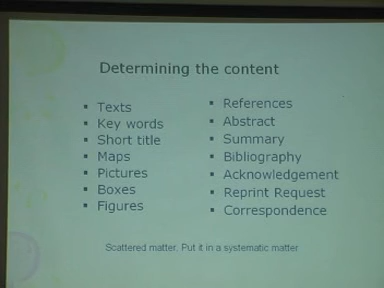 Determining the content
Texts
Key words
Short title
Maps
Pictures
Boxes
Figures
References
Abstract
Summary
Bibliography
Acknowledgement
Reprint Request
Correspondence
Scattered matter. Put it in a systematic matter